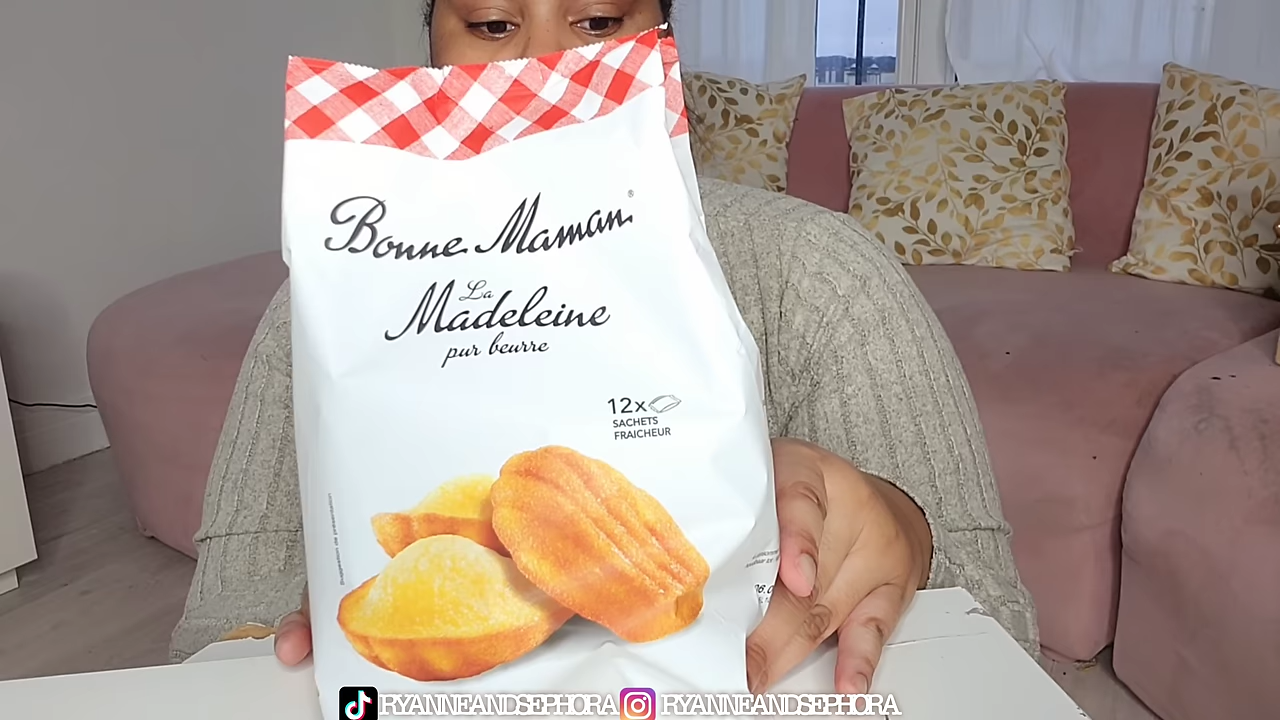 Bonne Maman®
La
Madeleine
pur beurre
12x
SACHETS
FRAICHEUR
RYANNEANDSEPHORA RYANNEANDSEPHORA